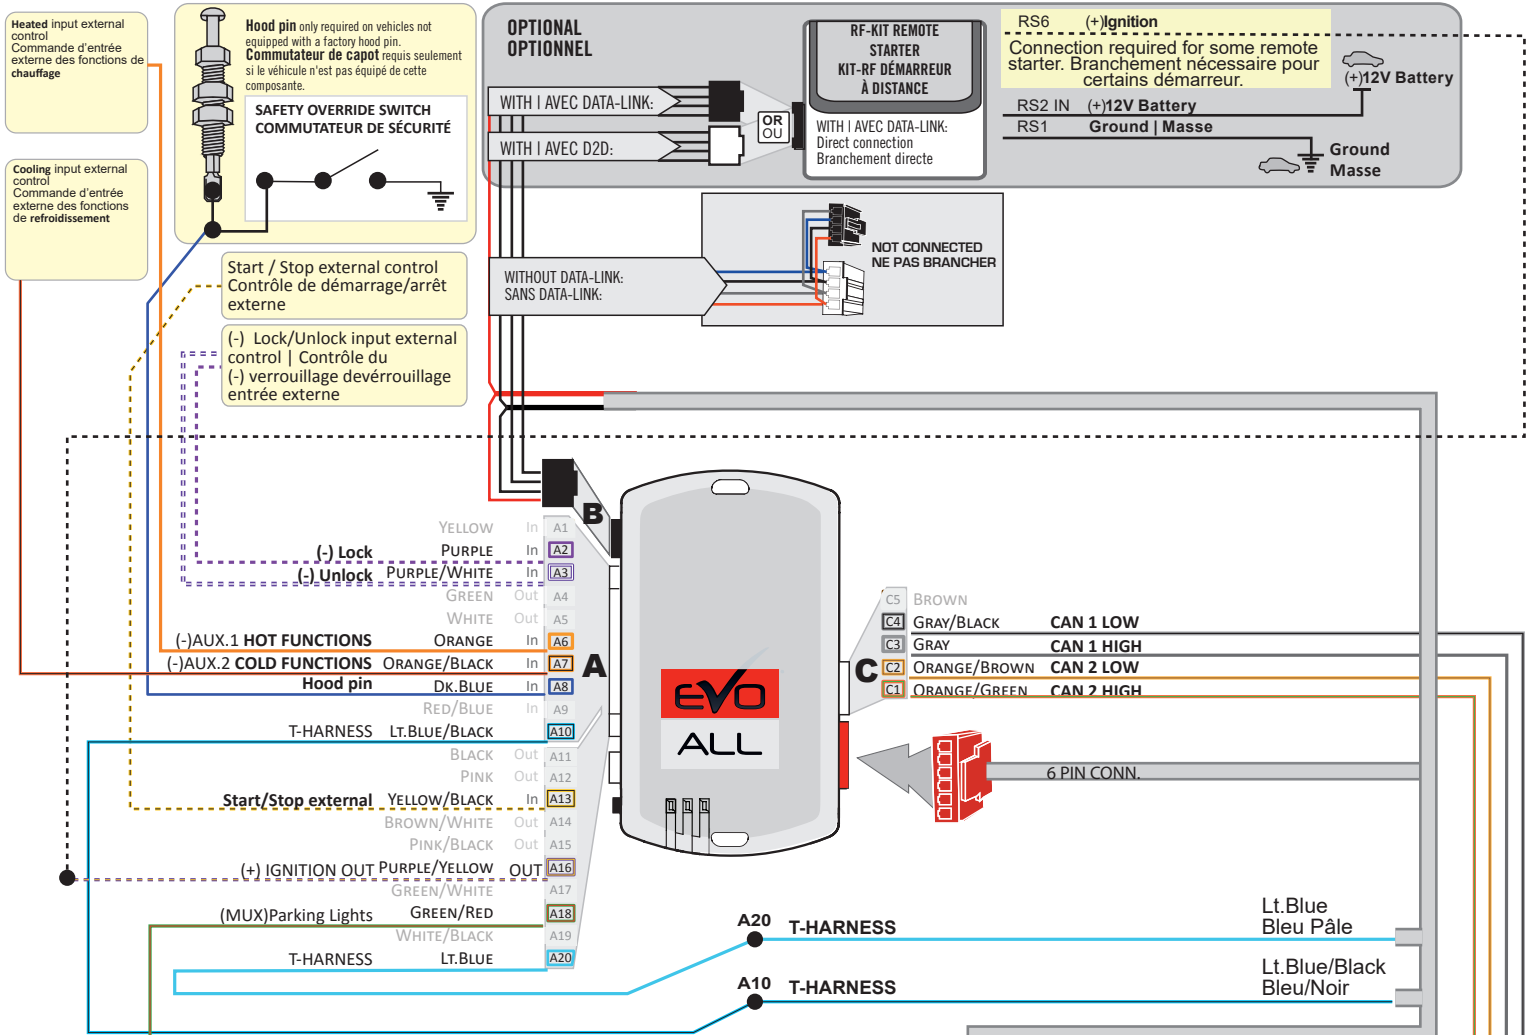 Heated input external
control
Commande d'entrée
externe des fonctions de
chauffage
Cooling input external
control
Commande d'entrée
externe des fonctions
de refroidissement
Hood pin only required on vehicles not
equipped with a factory hood pin.
Commutateur de capot requis seulement
si le véhicule n'est pas équipé de cette
composante.
SAFETY OVERRIDE SWITCH
COMMUTATEUR DE SÉCURITÉ
Start / Stop external control
Contrôle de démarrage/arrêt
externe
(-) Lock/Unlock input external
control | Contrôle du
(-) verrouillage devérrouillage
entrée externe
OPTIONAL
OPTIONNEL
WITH | AVEC DATA-LINK:
WITH | AVEC D2D:
OR
OU
RF-KIT REMOTE
STARTER
KIT-RF DÉMARREUR
À DISTANCE
WITH | AVEC DATA-LINK:
Direct connection
Branchement directe
RS6 (+)Ignition
Connection required for some remote
starter. Branchement nécessaire pour
certains démarreur.
(+)12V Battery
RS2 IN (+)12V Battery
RS1 Ground | Masse
Ground
Masse
WITHOUT DATA-LINK:
SANS DATA-LINK:
NOT CONNECTED
NE PAS BRANCHER
B
YELLOW In A1
(-) Lock PURPLE In A2
(-) Unlock PURPLE/WHITE In A3
GREEN Out A4
WHITE Out A5
(-)AUX.1 HOT FUNCTIONS ORANGE In A6
(-)AUX.2 COLD FUNCTIONS ORANGE/BLACK In A7
Hood pin DK.BLUE In A8
RED/BLUE In A9
T-HARNESS LT.BLUE/BLACK A10
BLACK Out A11
PINK Out A12
Start/Stop external YELLOW/BLACK In A13
BROWN/WHITE Out A14
PINK/BLACK Out A15
(+) IGNITION OUT PURPLE/YELLOW OUT A16
GREEN/WHITE A17
(MUX)Parking Lights GREEN/RED A18
WHITE/BLACK A19
T-HARNESS LT.BLUE A20
A
EVO
ALL
C
C5 BROWN
C4 GRAY/BLACK CAN 1 LOW
C3 GRAY CAN 1 HIGH
C2 ORANGE/BROWN CAN 2 LOW
C1 ORANGE/GREEN CAN 2 HIGH
6 PIN CONN.
A20 T-HARNESS
Lt.Blue
Bleu Pâle
A10 T-HARNESS
Lt.Blue/Black
Bleu/Noir